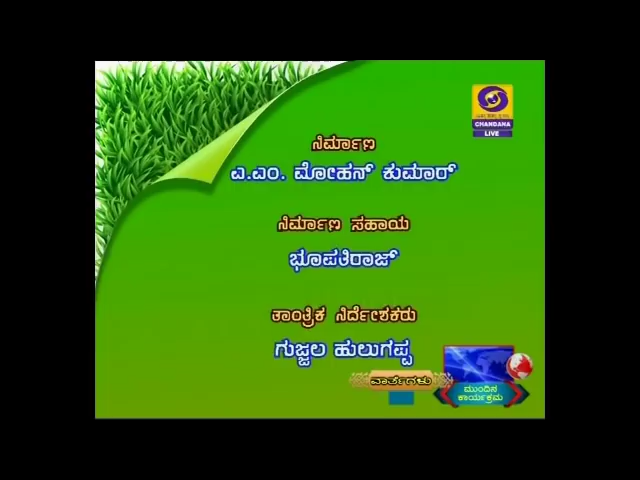 CHANDANA
LIVE
ನಿರ್ಮಾಣ
ಎ.ಎಂ. ಮೋಹನ್ ಕುಮಾರ್
ನಿರ್ಮಾಣ ಸಹಾಯ
ಭೂಪತಿರಾಜ್
ತಾಂತ್ರಿಕ ನಿರ್ದೇಶಕರು
ಗುಜ್ಜಲ ಹುಲುಗಪ್ಪ
ವಾರ್ತೆಗಳು
ಮುಂದಿನ
ಕಾರ್ಯಕ್ರಮ